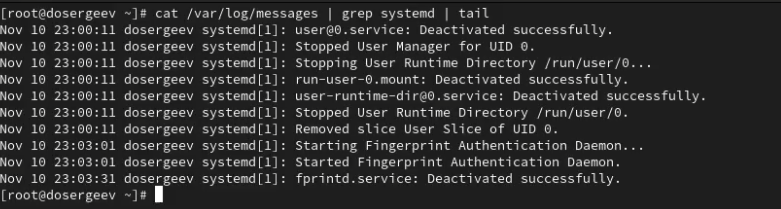 [root@dosergeev ~]# cat /var/log/messages | grep systemd | tail
Nov 10 23:00:11 dosergeev systemd[1]: user@0.service: Deactivated successfully.
Nov 10 23:00:11 dosergeev systemd[1]: Stopped User Manager for UID 0.
Nov 10 23:00:11 dosergeev systemd[1]: Stopping User Runtime Directory /run/user/0...
Nov 10 23:00:11 dosergeev systemd[1]: run-user-0.mount: Deactivated successfully.
Nov 10 23:00:11 dosergeev systemd[1]: user-runtime-dir@0.service: Deactivated successfully.
Nov 10 23:00:11 dosergeev systemd[1]: Stopped User Runtime Directory /run/user/0.
Nov 10 23:00:11 dosergeev systemd[1]: Removed slice User Slice of UID 0.
Nov 10 23:03:01 dosergeev systemd[1]: Starting Fingerprint Authentication Daemon...
Nov 10 23:03:01 dosergeev systemd[1]: Started Fingerprint Authentication Daemon.
Nov 10 23:03:31 dosergeev systemd[1]: fprintd.service: Deactivated successfully.
[root@dosergeev ~]#